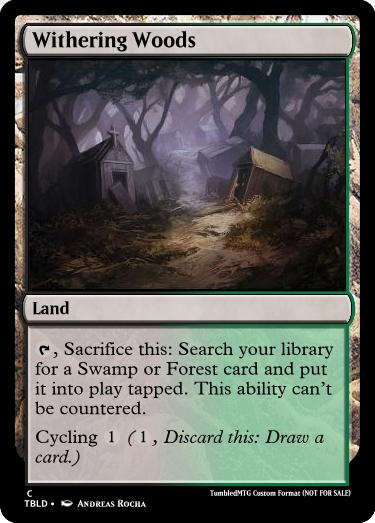 Withering Woods
Land
, Sacrifice this: Search your library
for a Swamp or Forest card and put
it into play tapped. This ability can't
be countered.
Cycling 1 (1, Discard this: Draw a
card.)
C
TBLD • Andreas Rocha
TumbledMTG Custom Format (NOT FOR SALE)